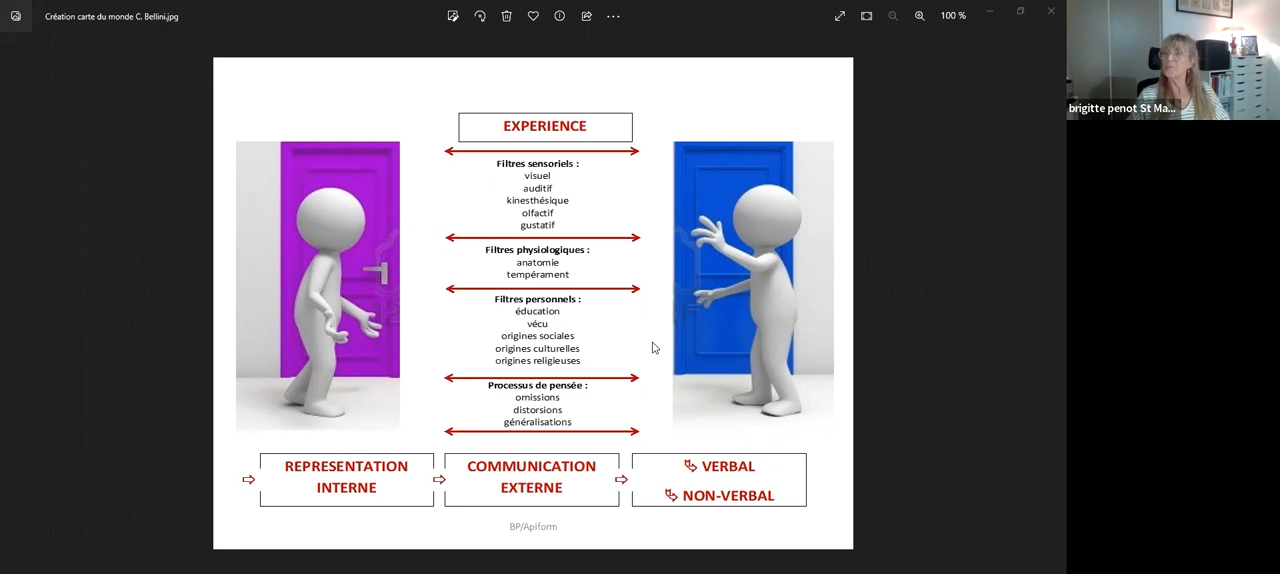 Création carte du monde C. Bellini.jpg
100 %
brigitte penot St Ma...
EXPERIENCE
Filtres sensoriels :
visuel
auditif
kinesthésique
olfactif
gustatif
Filtres physiologiques :
anatomie
tempérament
Filtres personnels :
éducation
vécu
origines sociales
origines culturelles
origines religieuses
Processus de pensée :
omissions
distorsions
généralisations
REPRESENTATION
INTERNE
COMMUNICATION
EXTERNE
VERBAL
NON-VERBAL
BP/Apiform